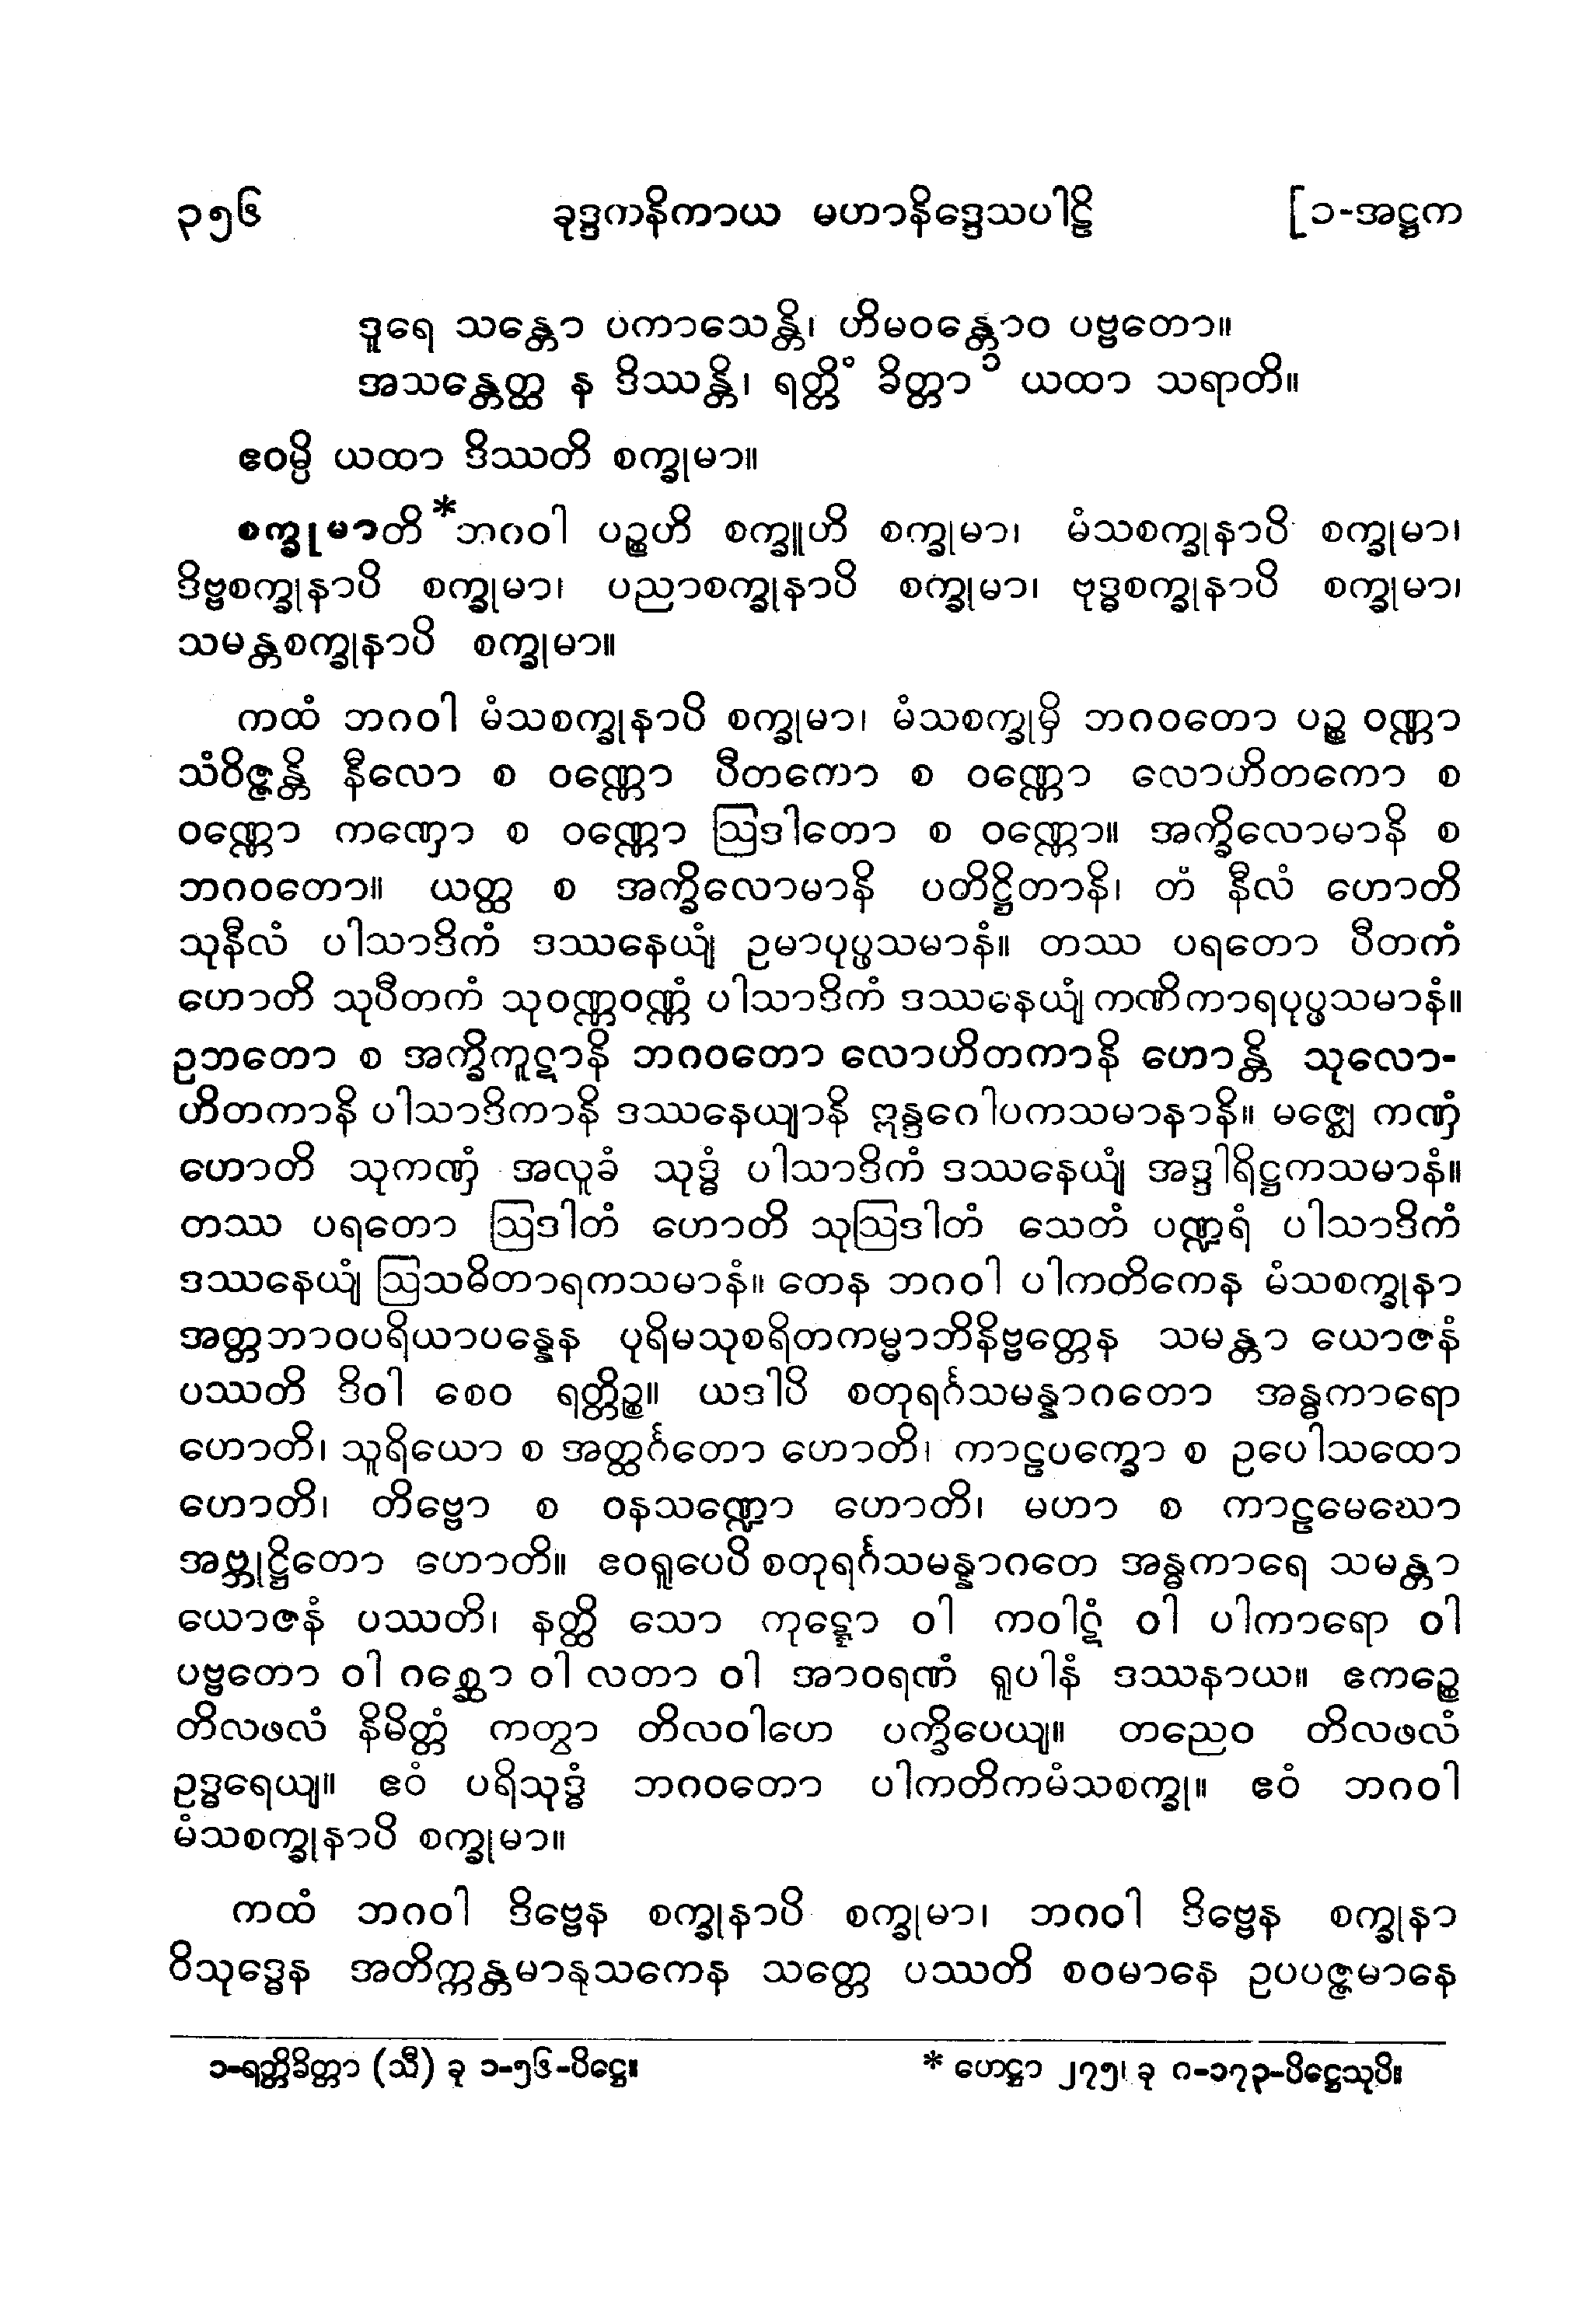 ၃၅၆ ခုဒ္ဒကနိကာယ မဟာနိဒ္ဒေသပါဠိ [၁-အဋ္ဌက
ဒူရေ သန္တော ပကာသေန္တိ၊ ဟိမဝန္တောဝ ပဗ္ဗတော။
အသန္တေတ္ထ န ဒိဿန္တိ၊ ရတ္တိံ ခိတ္တာ၁ ယထာ သရာတိ။
ဧဝမ္ပိ ယထာ ဒိဿတိ စက္ခုမာ။
စက္ခုမာတိ*ဘဂဝါ ပဉ္စဟိ စက္ခူဟိ စက္ခုမာ၊ မံသစက္ခုနာပိ စက္ခုမာ၊
ဒိဗ္ဗစက္ခုနာပိ စက္ခုမာ၊ ပညာစက္ခုနာပိ စက္ခုမာ၊ ဗုဒ္ဓစက္ခုနာပိ စက္ခုမာ၊
သမန္တစက္ခုနာပိ စက္ခုမာ။
ကထံ ဘဂဝါ မံသစက္ခုနာပိ စက္ခုမာ၊ မံသစက္ခုမှိ ဘဂဝတော ပဉ္စ ဝဏ္ဏာ
သံဝိဇ္ဇန္တိ နီလော စ ဝဏ္ဏော ပီတကော စ ဝဏ္ဏော လောဟိတကော စ
ဝဏ္ဏော ကဏှော စ ဝဏ္ဏော ဩဒါတော စ ဝဏ္ဏော။ အက္ခိလောမာနိ စ
ဘဂဝတော။ ယတ္ထ စ အက္ခိလောမာနိ ပတိဋ္ဌိတာနိ၊ တံ နီလံ ဟောတိ
သုနီလံ ပါသာဒိကံ ဒဿနေယျံ ဥမာပုပ္ဖသမာနံ။ တဿ ပရတော ပီတကံ
ဟောတိ သုပီတကံ သုဝဏ္ဏဝဏ္ဏံ ပါသာဒိကံ ဒဿနေယျံ ကဏိကာရပုပ္ဖသမာနံ။
ဥဘတော စ အက္ခိကူဋာနိ ဘဂဝတော လောဟိတကာနိ ဟောန္တိ သုလော-
ဟိတကာနိ ပါသာဒိကာနိ ဒဿနေယျာနိ ဣန္ဒဂေါပကသမာနာနိ။ မဇ္ဈေ ကဏှံ
ဟောတိ သုကဏှံ အလူခံ သုဒ္ဓံ ပါသာဒိကံ ဒဿနေယျံ အဒ္ဒါရိဋ္ဌကသမာနံ။
တဿ ပရတော ဩဒါတံ ဟောတိ သုဩဒါတံ သေတံ ပဏ္ဍရံ ပါသာဒိကံ
ဒဿနေယျံ ဩသဓိတာရကသမာနံ။ တေန ဘဂဝါ ပါကတိကေန မံသစက္ခုနာ
အတ္တဘာဝပရိယာပန္နေန ပုရိမသုစရိတကမ္မာဘိနိဗ္ဗတ္တေန သမန္တာ ယောဇနံ
ပဿတိ ဒိဝါ စေဝ ရတ္တိဉ္စ။ ယဒါပိ စတုရင်္ဂသမန္နာဂတော အန္ဓကာရော
ဟောတိ၊ သူရိယော စ အတ္ထင်္ဂတော ဟောတိ၊ ကာဠပက္ခော စ ဥပေါသထော
ဟောတိ၊ တိဗ္ဗော စ ဝနသဏ္ဍော ဟောတိ၊ မဟာ စ ကာဠမေဃော
အဗ္ဘုဋ္ဌိတော ဟောတိ။ ဧဝရူပေပိ စတုရင်္ဂသမန္နာဂတေ အန္ဓကာရေ သမန္တာ
ယောဇနံ ပဿတိ၊ နတ္ထိ သော ကုဋ္ဋော ဝါ ကဝါဋံ ဝါ ပါကာရော ဝါ
ပဗ္ဗတော ဝါ ဂစ္ဆော ဝါ လတာ ဝါ အာဝရဏံ ရူပါနံ ဒဿနာယ။ ဧကဉ္စေ
တိလဖလံ နိမိတ္တံ ကတွာ တိလဝါဟေ ပက္ခိပေယျ။ တညေဝ တိလဖလံ
ဥဒ္ဓရေယျ။ ဧဝံ ပရိသုဒ္ဓံ ဘဂဝတော ပါကတိကမံသစက္ခု။ ဧဝံ ဘဂဝါ
မံသစက္ခုနာပိ စက္ခုမာ။
ကထံ ဘဂဝါ ဒိဗ္ဗေန စက္ခုနာပိ စက္ခုမာ၊ ဘဂဝါ ဒိဗ္ဗေန စက္ခုနာ
ဝိသုဒ္ဓေန အတိက္ကန္တမာနုသကေန သတ္တေ ပဿတိ စဝမာနေ ဥပပဇ္ဇမာနေ
၁-ရတ္တိခိတ္တာ (သီ) ခု ၁-၅၆-ပိဋ္ဌေ။ * ဟေဋ္ဌာ ၂၇၅၊ ခု ဂ-၁၇၃-ပိဋ္ဌေသုပိ။